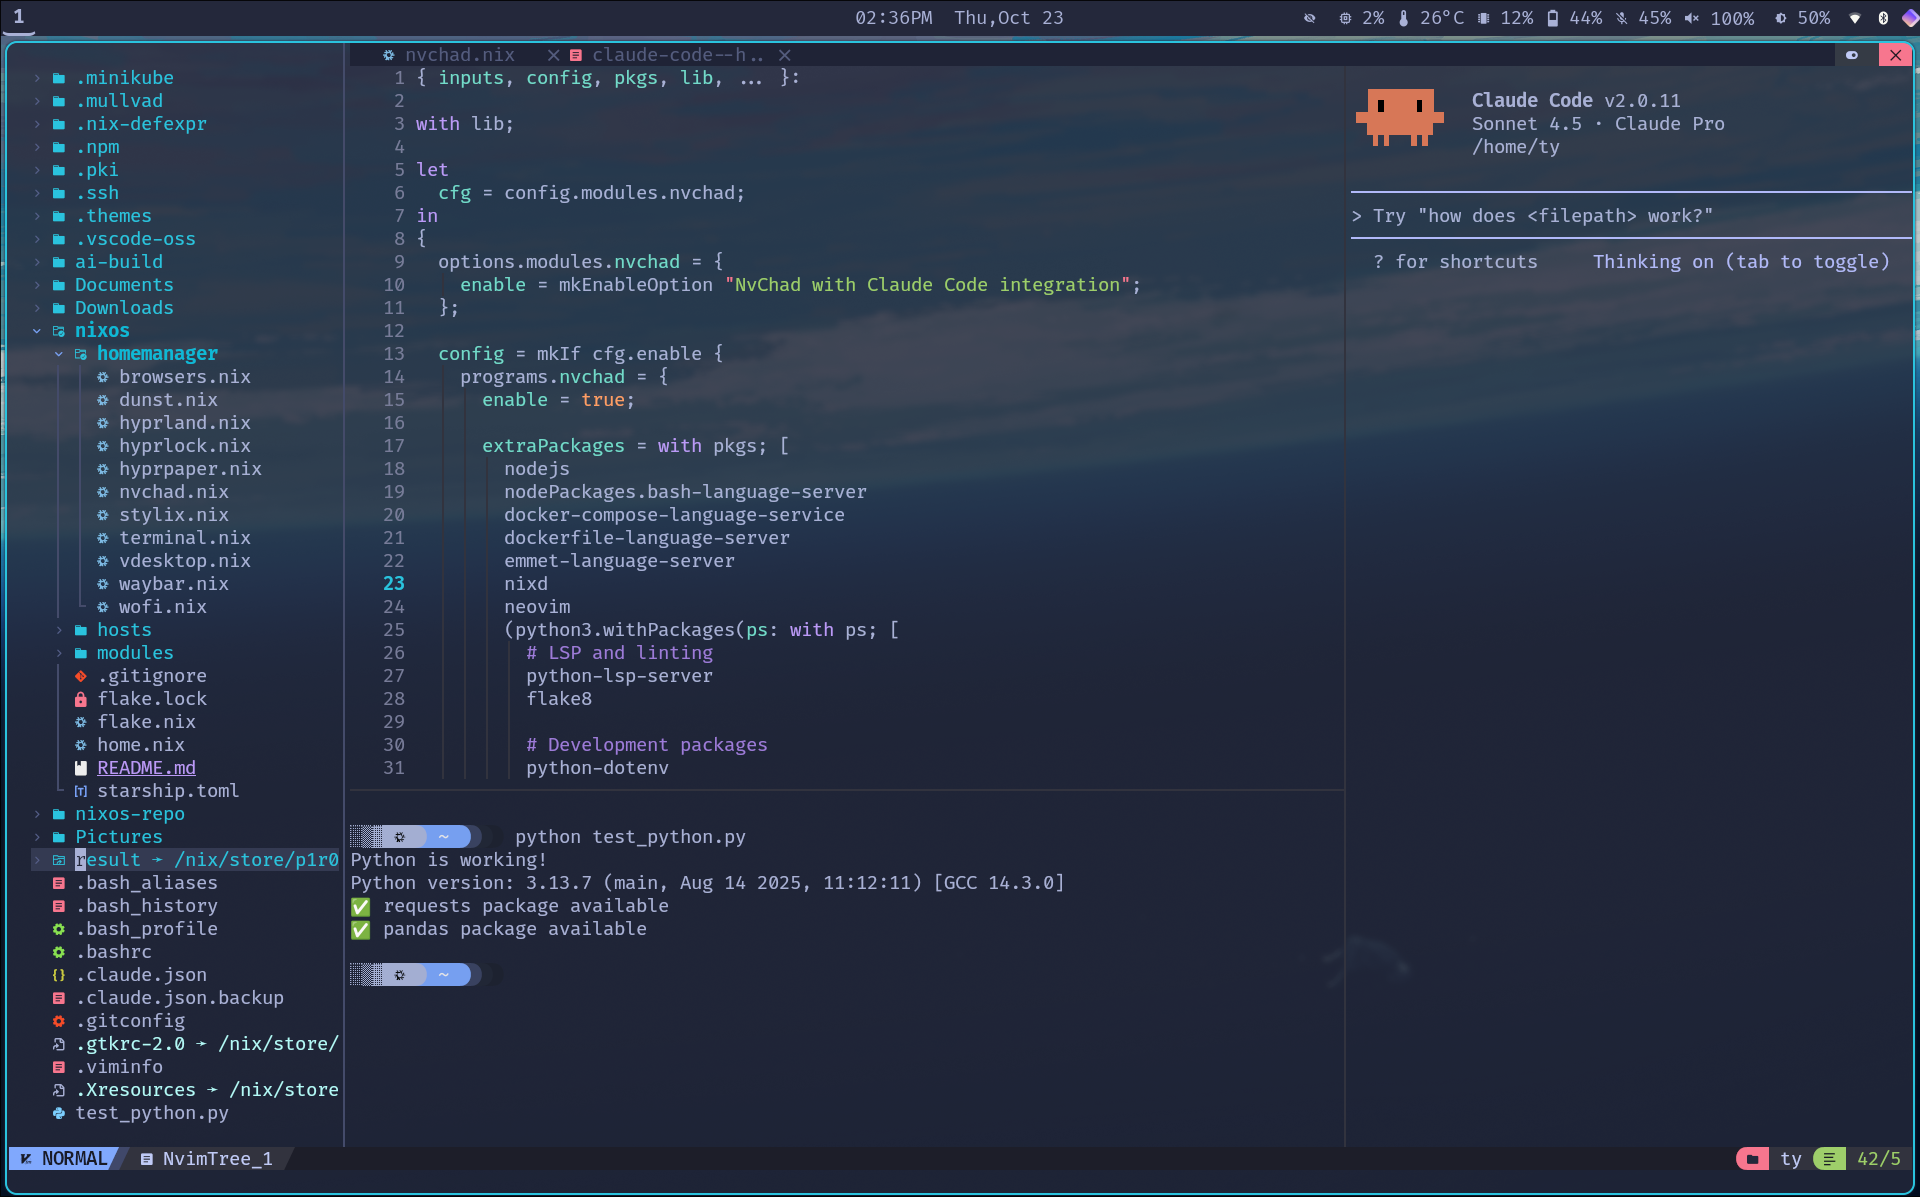 1
02:36PM Thu,Oct 23
2% 26°C 12% 44% 45% 100% 50%
.minikube
.mullvad
.nix-defexpr
.npm
.pki
.ssh
.themes
.vscode-oss
ai-build
Documents
Downloads
nixos
homemanager
browsers.nix
dunst.nix
hyprland.nix
hyprlock.nix
hyprpaper.nix
nvchad.nix
stylix.nix
terminal.nix
vdesktop.nix
waybar.nix
wofi.nix
hosts
modules
.gitignore
flake.lock
flake.nix
home.nix
README.md
starship.toml
nixos-repo
Pictures
result → /nix/store/p1r0
.bash_aliases
.bash_history
.bash_profile
.bashrc
.claude.json
.claude.json.backup
.gitconfig
.gtkrc-2.0 → /nix/store/
.viminfo
.Xresources → /nix/store
test_python.py
nvchad.nix claude-code--h..
1 { inputs, config, pkgs, lib, ... }:
2
3 with lib;
4
5 let
6 cfg = config.modules.nvchad;
7 in
8 {
9 options.modules.nvchad = {
10 enable = mkEnableOption "NvChad with Claude Code integration";
11 };
12
13 config = mkIf cfg.enable {
14 programs.nvchad = {
15 enable = true;
16
17 extraPackages = with pkgs; [
18 nodejs
19 nodePackages.bash-language-server
20 docker-compose-language-service
21 dockerfile-language-server
22 emmet-language-server
23 nixd
24 neovim
25 (python3.withPackages(ps: with ps; [
26 # LSP and linting
27 python-lsp-server
28 flake8
29
30 # Development packages
31 python-dotenv
~ python test_python.py
Python is working!
Python version: 3.13.7 (main, Aug 14 2025, 11:12:11) [GCC 14.3.0]
✅ requests package available
✅ pandas package available
~
Claude Code v2.0.11
Sonnet 4.5 · Claude Pro
/home/ty
> Try "how does <filepath> work?"
? for shortcuts Thinking on (tab to toggle)
NORMAL NvimTree_1
ty 42/5